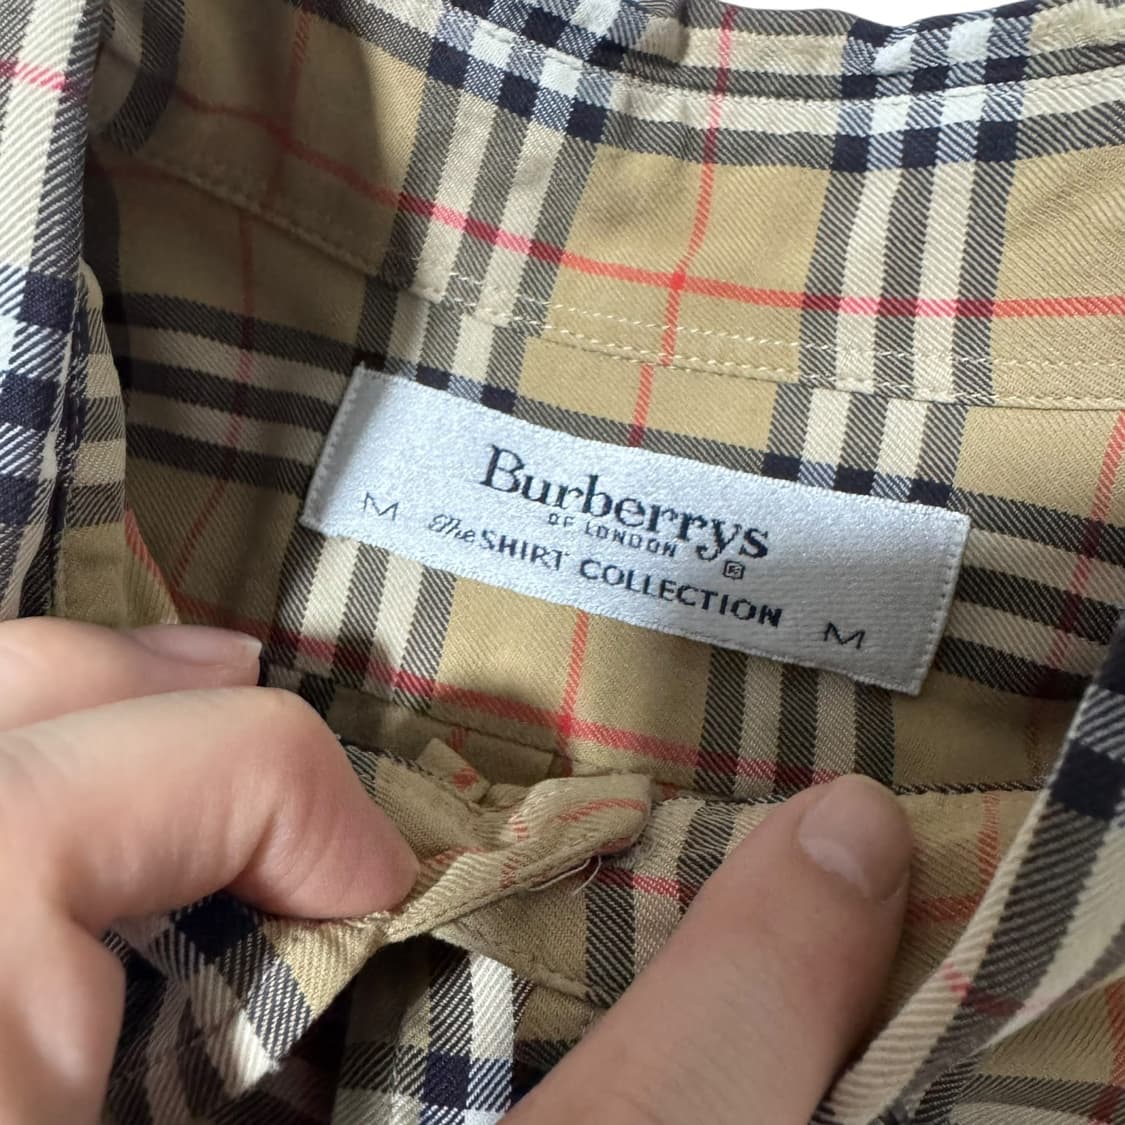 Burberrys
OF LONDON
M The SHIRT COLLECTION M